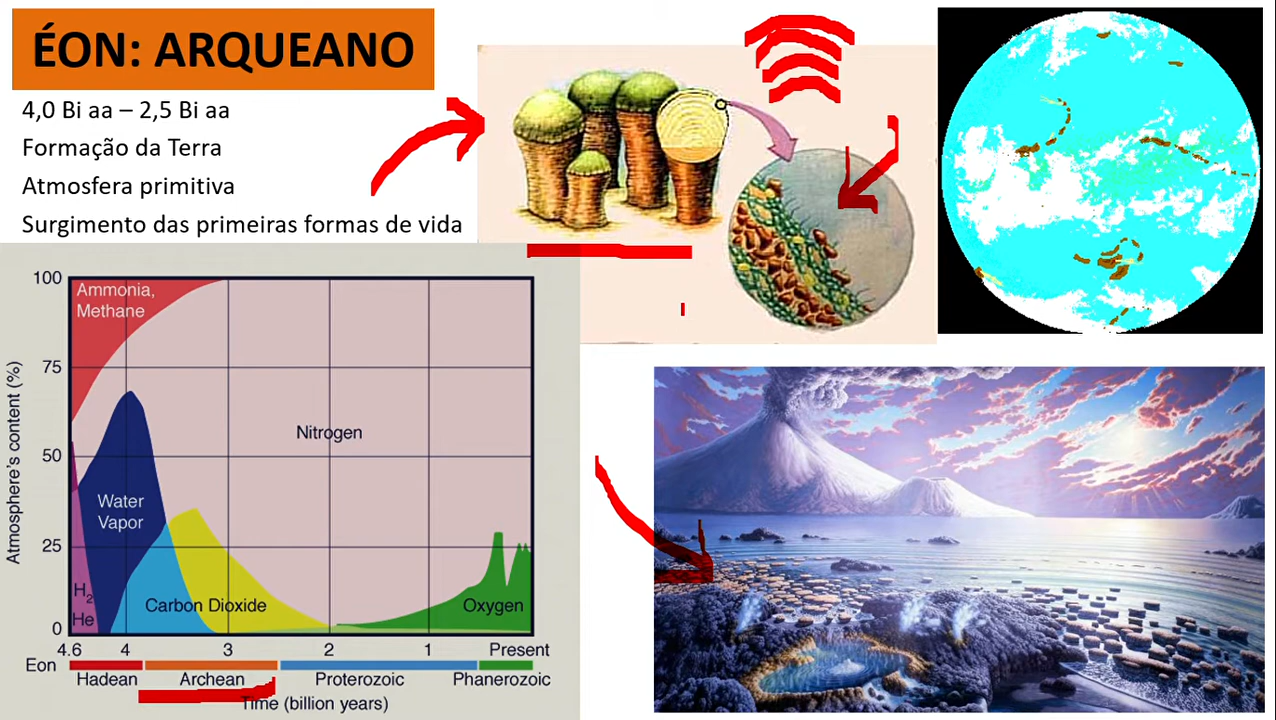 ÉON: ARQUEANO
4,0 Bi aa – 2,5 Bi aa
Formação da Terra
Atmosfera primitiva
Surgimento das primeiras formas de vida
Atmosphere's content (%)
100
75
50
25
0
Ammonia,
Methane
Nitrogen
Water
Vapor
H2
He
Carbon Dioxide
Oxygen
4.6
4
3
2
1
Present
Eon
Hadean
Archean
Proterozoic
Phanerozoic
Time (billion years)